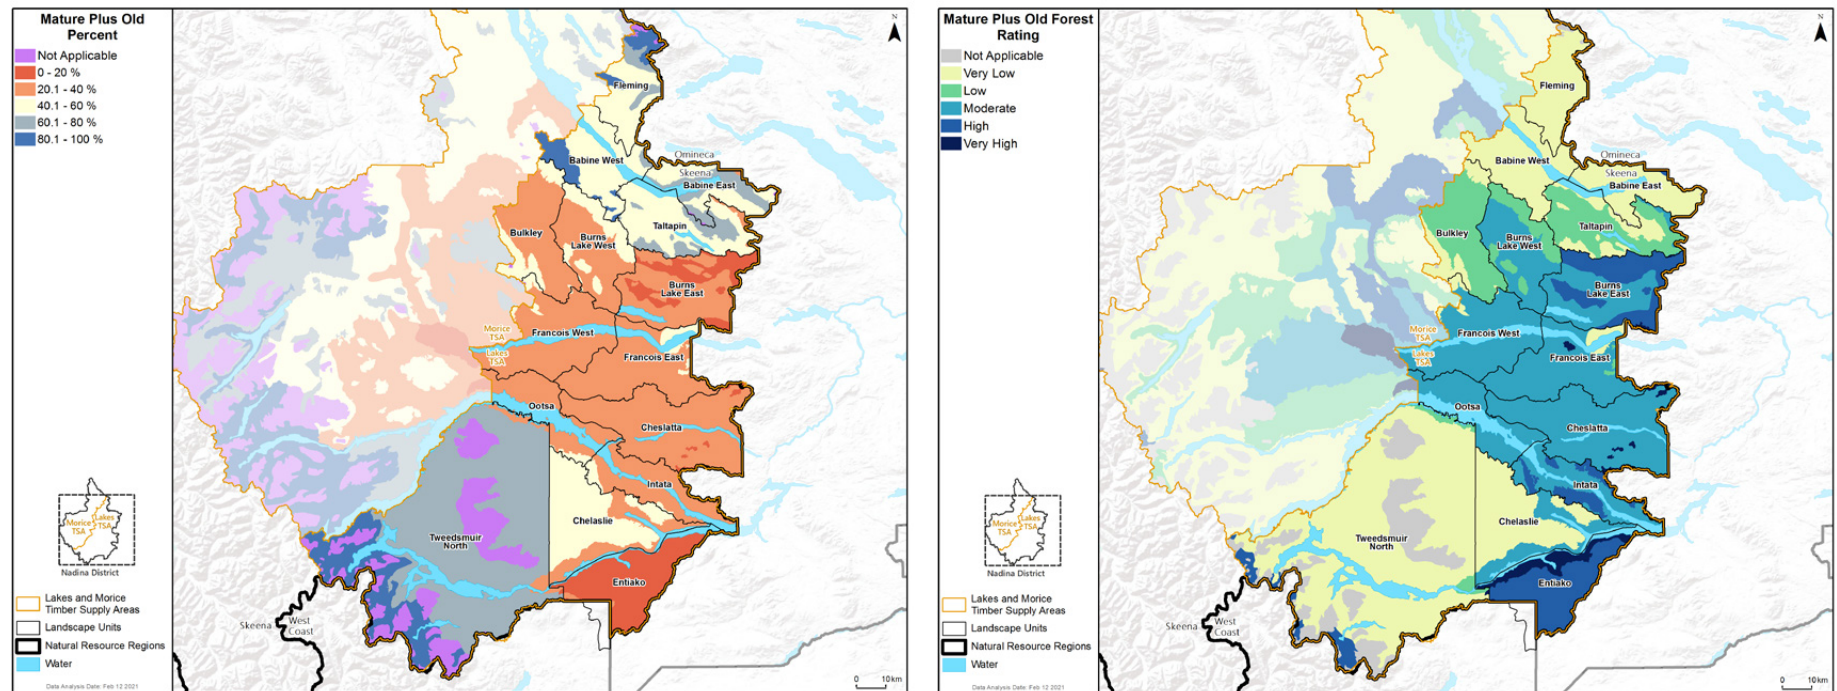 Mature Plus Old
Percent
Not Applicable
0 - 20 %
20.1 - 40 %
40.1 - 60 %
60.1 - 80 %
80.1 - 100 %
N
Fleming
Babine West
Omineca
Skeena
Babine East
Taltapin
Bulkley
Burns
Lake West
Burns
Lake East
Morice
TSA
Lakes
TSA
Francois West
Francois East
Ootsa
Cheslatta
Intata
Chelaslie
Tweedsmuir
North
Entiako
Morice
TSA
Lakes
TSA
Nadina District
Lakes and Morice
Timber Supply Areas
Landscape Units
Natural Resource Regions
Water
Skeena
West
Coast
Data Analysis Date: Feb 12 2021
0 10km
Mature Plus Old Forest
Rating
Not Applicable
Very Low
Low
Moderate
High
Very High
N
Fleming
Babine West
Omineca
Skeena
Babine East
Taltapin
Bulkley
Burns
Lake West
Burns
Lake East
Morice
TSA
Lakes
TSA
Francois West
Francois East
Ootsa
Cheslatta
Intata
Chelaslie
Tweedsmuir
North
Entiako
Morice
TSA
Lakes
TSA
Nadina District
Lakes and Morice
Timber Supply Areas
Landscape Units
Natural Resource Regions
Water
Skeena
West
Coast
Data Analysis Date: Feb 12 2021
0 10km